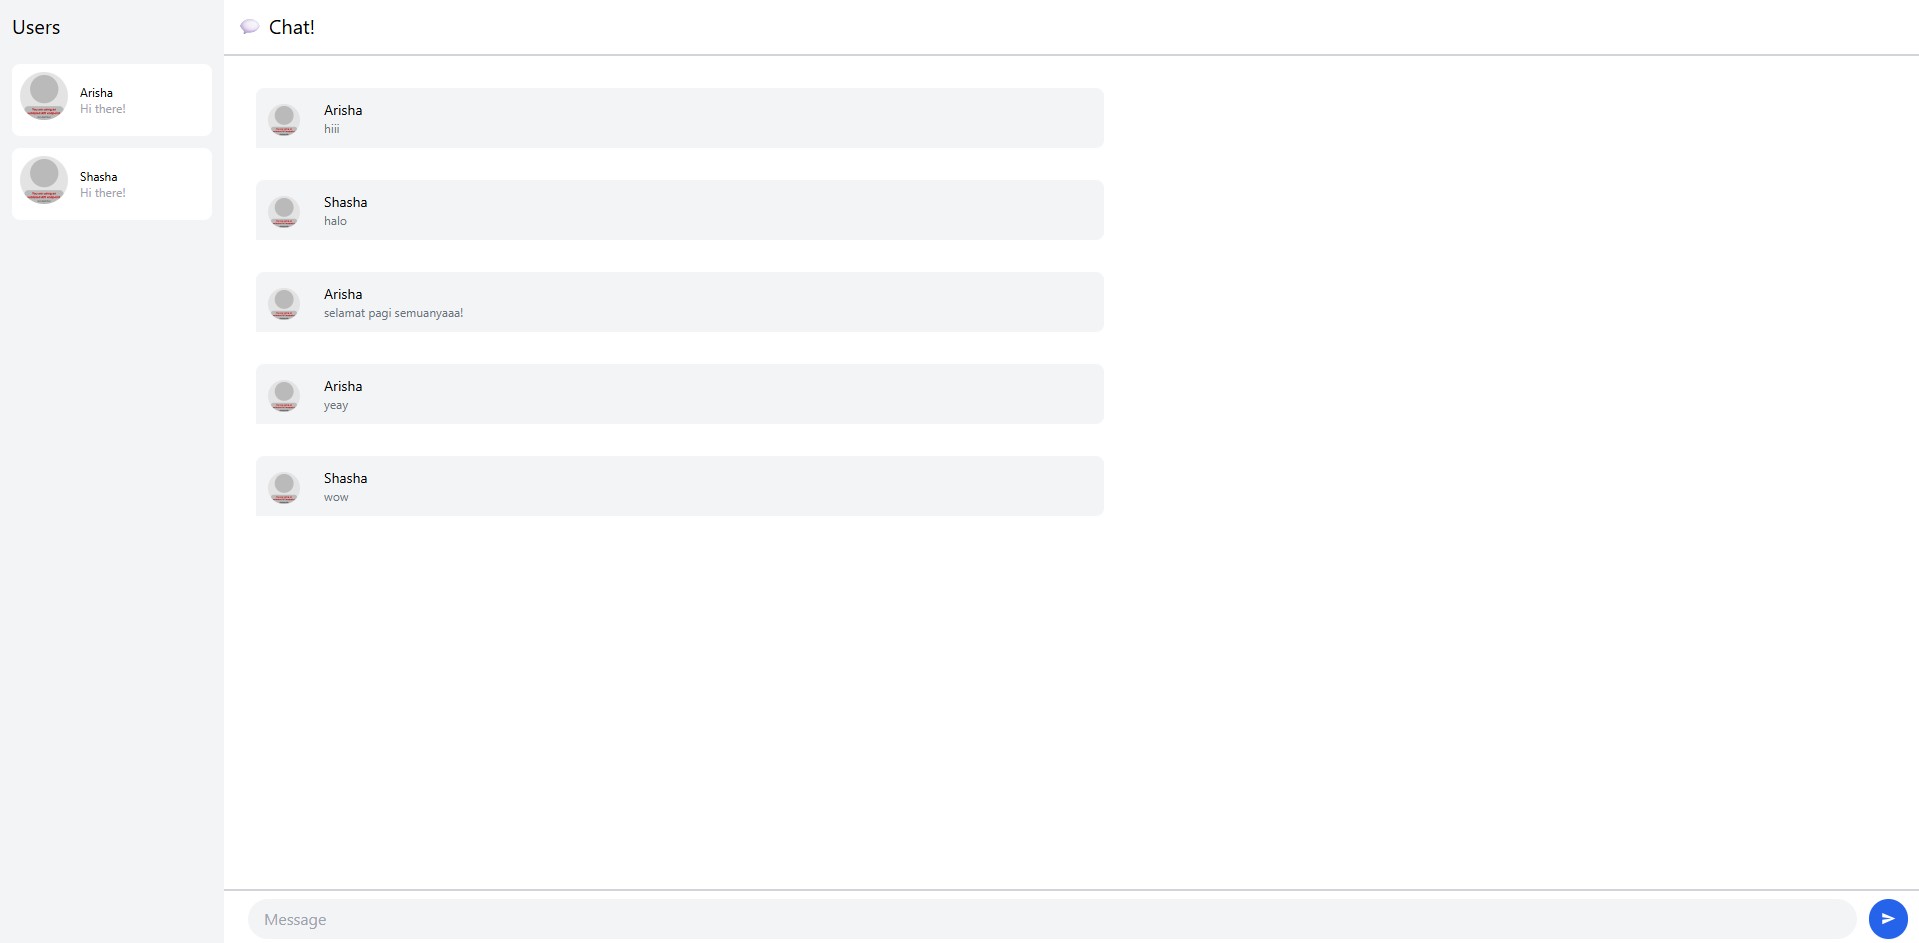 Users
Arisha
Hi there!
Shasha
Hi there!
Chat!
Arisha
hiii
Shasha
halo
Arisha
selamat pagi semuanyaaa!
Arisha
yeay
Shasha
wow
Message